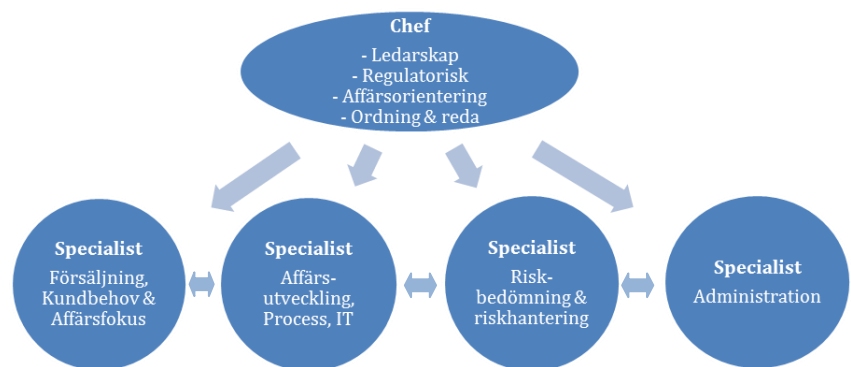 Chef
- Ledarskap
- Regulatorisk
- Affärsorientering
- Ordning & reda
Specialist
Försäljning,
Kundbehov &
Affärsfokus
Specialist
Affärs-
utveckling,
Process, IT
Specialist
Risk-
bedömning &
riskhantering
Specialist
Administration